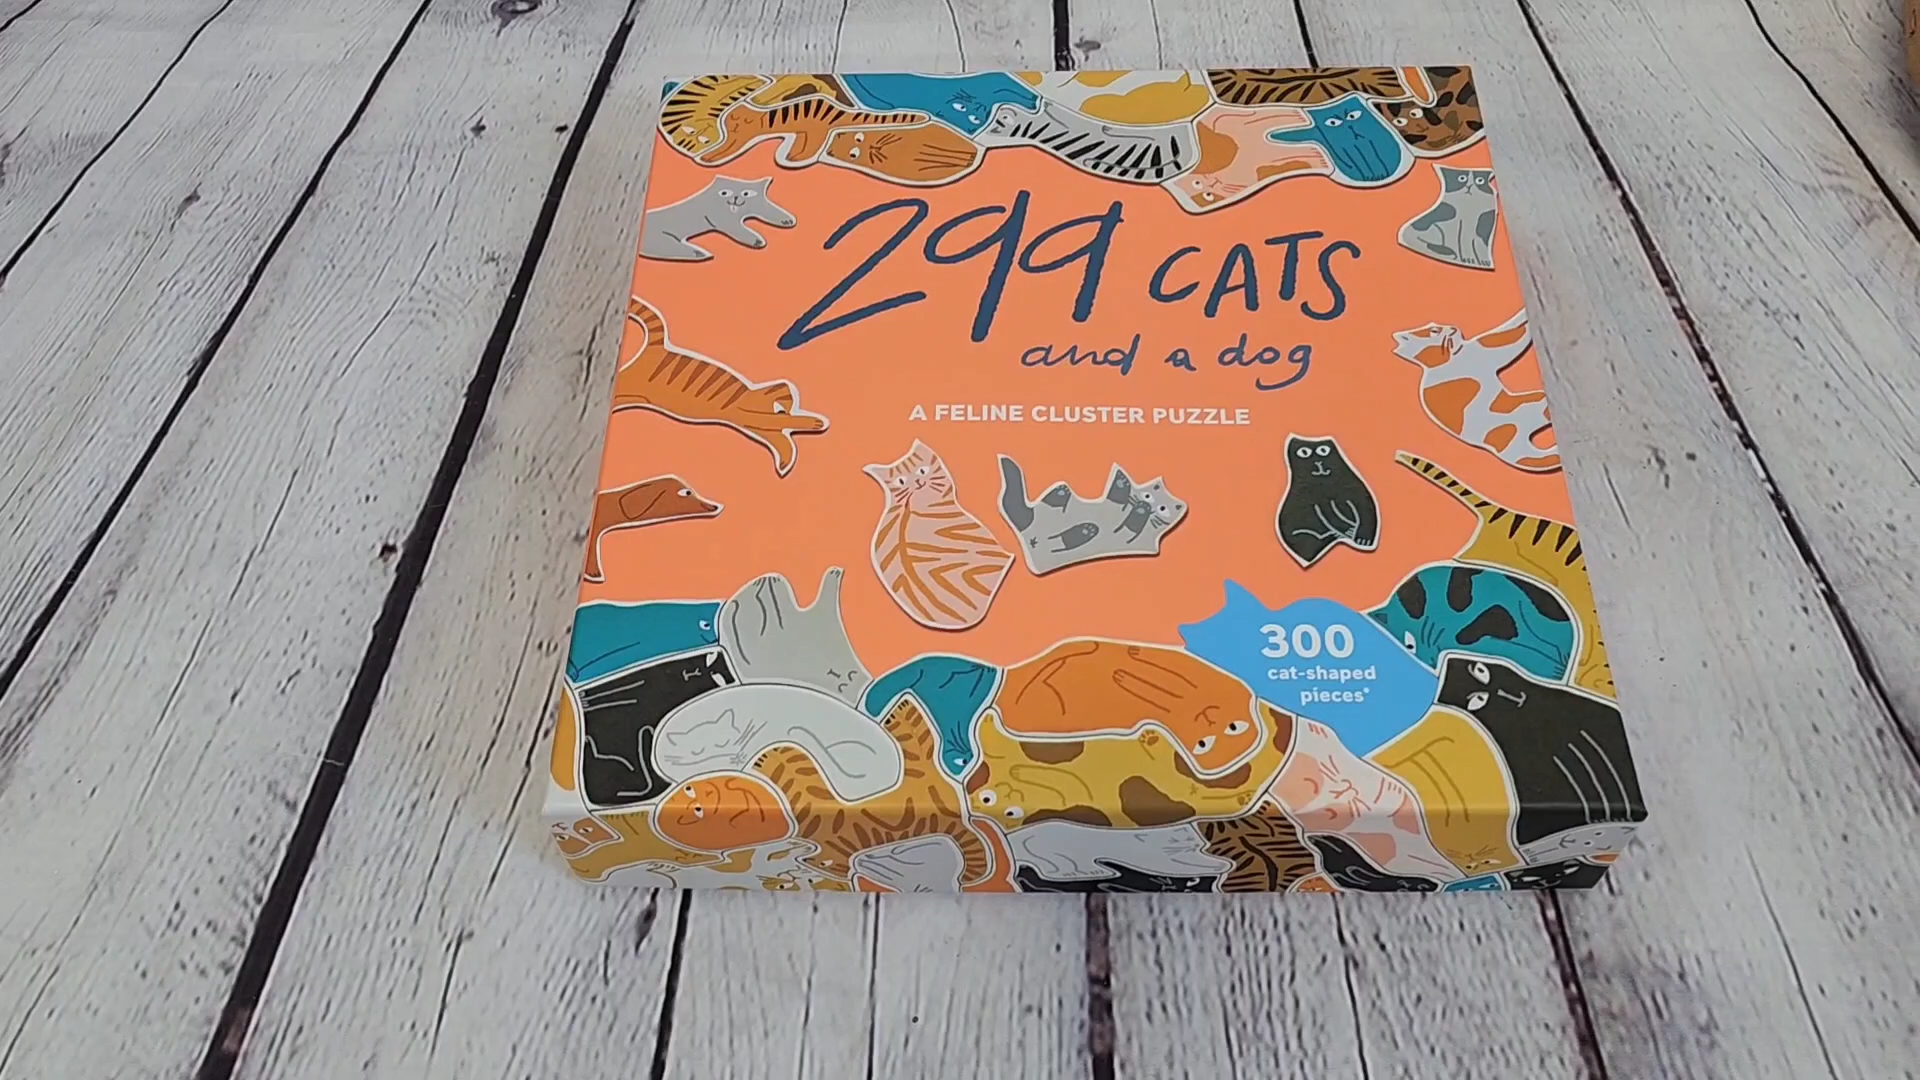 299 CATS
and a dog
A FELINE CLUSTER PUZZLE
300
cat-shaped
pieces*